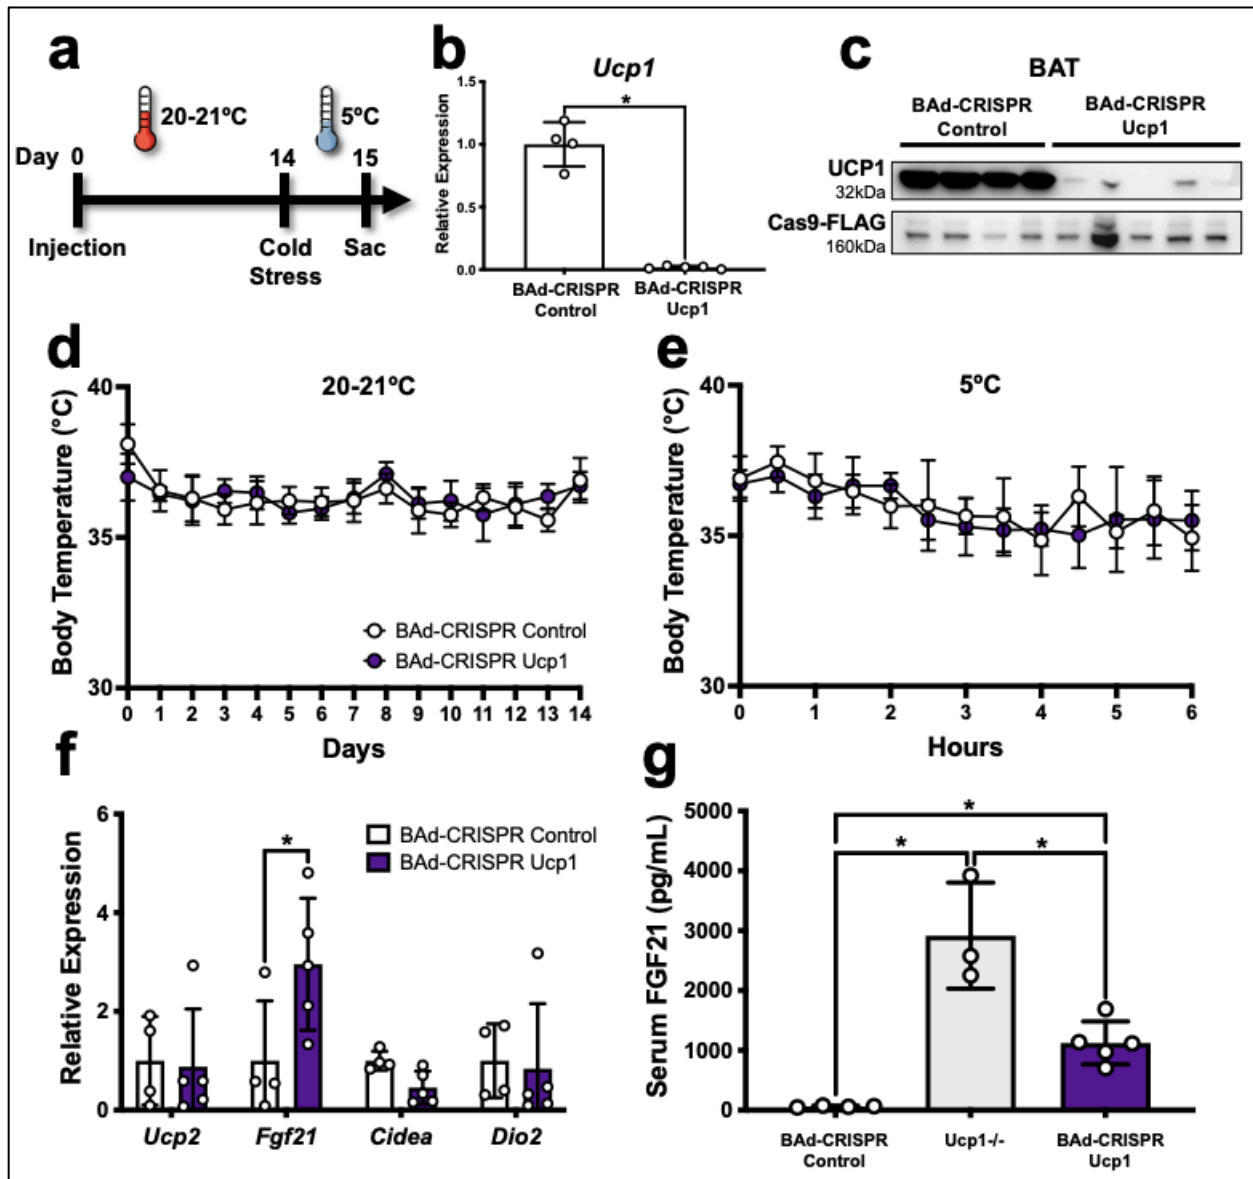 a
20-21°C
5°C
Day 0 14 15
Injection Cold Stress Sac
b
Ucp1
Relative Expression
1.5
1.0
0.5
0.0
*
BAd-CRISPR Control
BAd-CRISPR Ucp1
c
BAT
BAd-CRISPR Control
BAd-CRISPR Ucp1
UCP1
32kDa
Cas9-FLAG
160kDa
d
20-21°C
Body Temperature (°C)
40
35
30
BAd-CRISPR Control
BAd-CRISPR Ucp1
0 1 2 3 4 5 6 7 8 9 10 11 12 13 14
Days
e
5°C
Body Temperature (°C)
40
35
30
0 1 2 3 4 5 6
Hours
f
Relative Expression
6
4
2
0
*
BAd-CRISPR Control
BAd-CRISPR Ucp1
Ucp2 Fgf21 Cidea Dio2
g
Serum FGF21 (pg/mL)
5000
4000
3000
2000
1000
0
*
* *
BAd-CRISPR Control
Ucp1-/-
BAd-CRISPR Ucp1